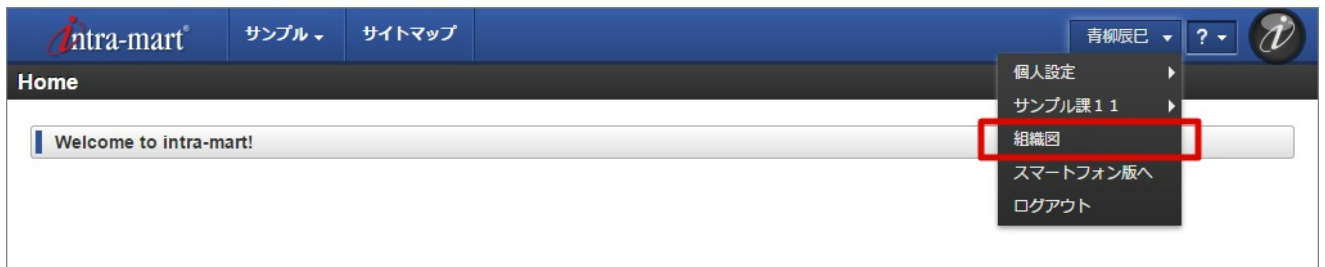 intra-mart® サンプル サイトマップ 青柳辰巳 ?
Home
個人設定
サンプル課11
Welcome to intra-mart!
組織図
スマートフォン版へ
ログアウト